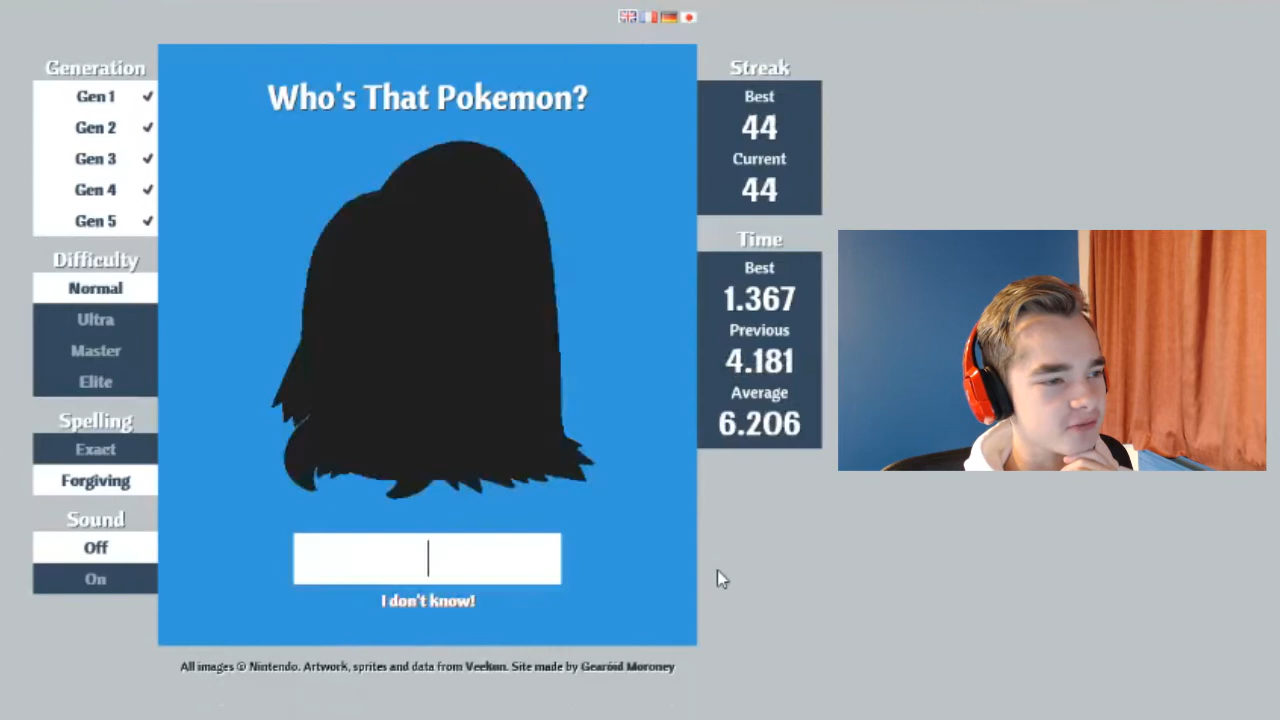 Generation
Gen 1
Gen 2
Gen 3
Gen 4
Gen 5
Difficulty
Normal
Ultra
Master
Elite
Spelling
Exact
Forgiving
Sound
Off
On
Who's That Pokemon?
I don't know!
Streak
Best
44
Current
44
Time
Best
1.367
Previous
4.181
Average
6.206
All images © Nintendo. Artwork, sprites and data from Veekun. Site made by Gearóid Moroney